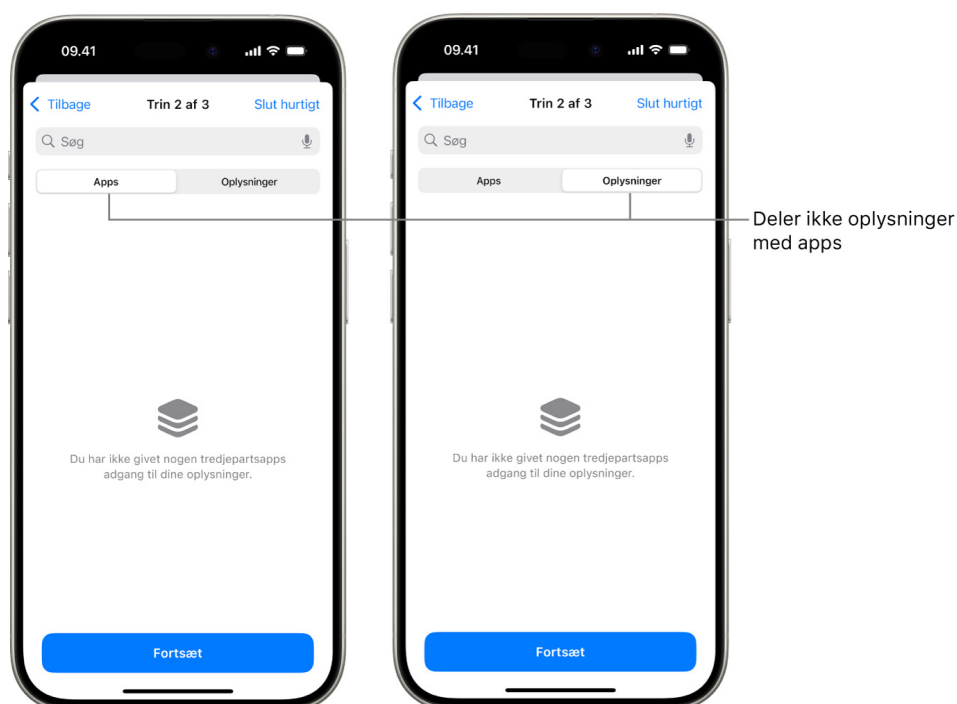 09.41
Tilbage
Trin 2 af 3
Slut hurtigt
Søg
Apps
Oplysninger
Du har ikke givet nogen tredjepartsapps
adgang til dine oplysninger.
Fortsæt
09.41
Tilbage
Trin 2 af 3
Slut hurtigt
Søg
Apps
Oplysninger
Du har ikke givet nogen tredjepartsapps
adgang til dine oplysninger.
Fortsæt
Deler ikke oplysninger
med apps